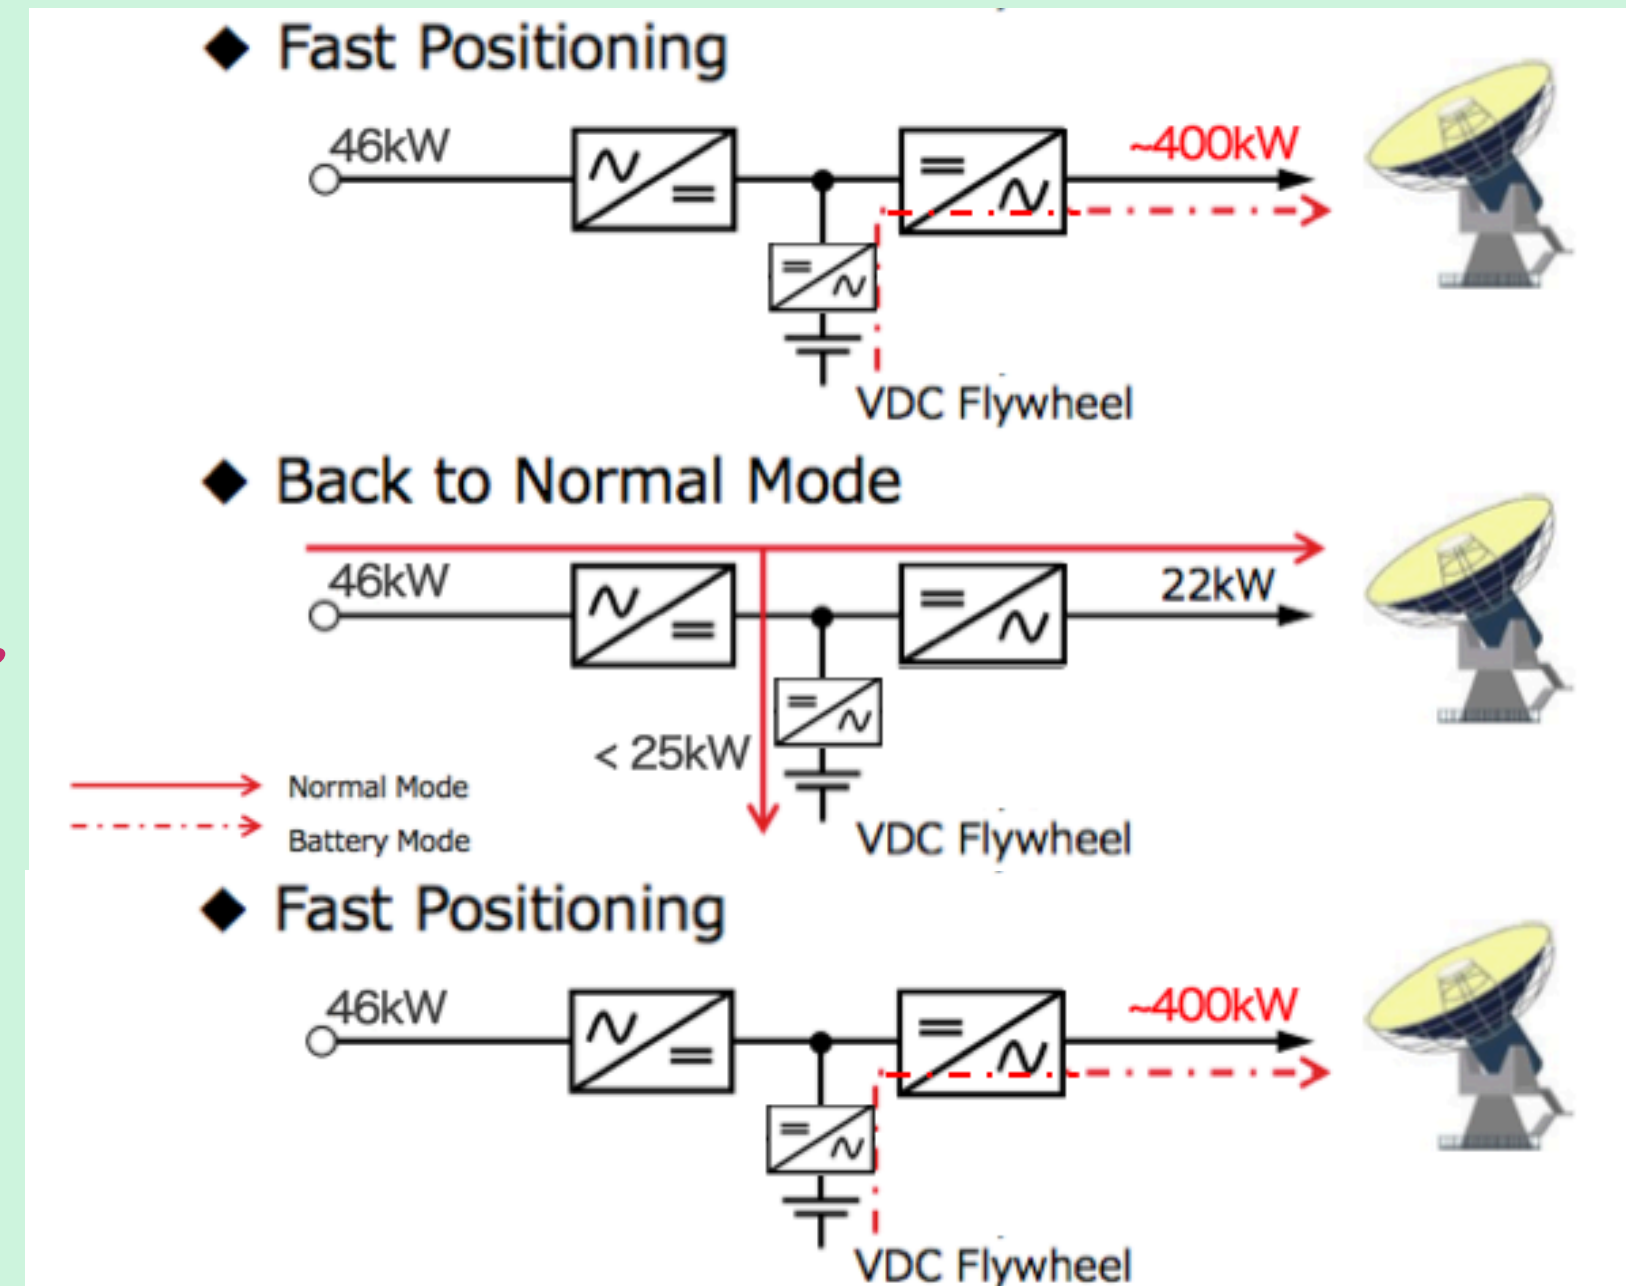 ◆ Fast Positioning
46kW
~400kW
VDC Flywheel
◆ Back to Normal Mode
46kW
22kW
< 25kW
Normal Mode
Battery Mode
VDC Flywheel
◆ Fast Positioning
46kW
~400kW
VDC Flywheel